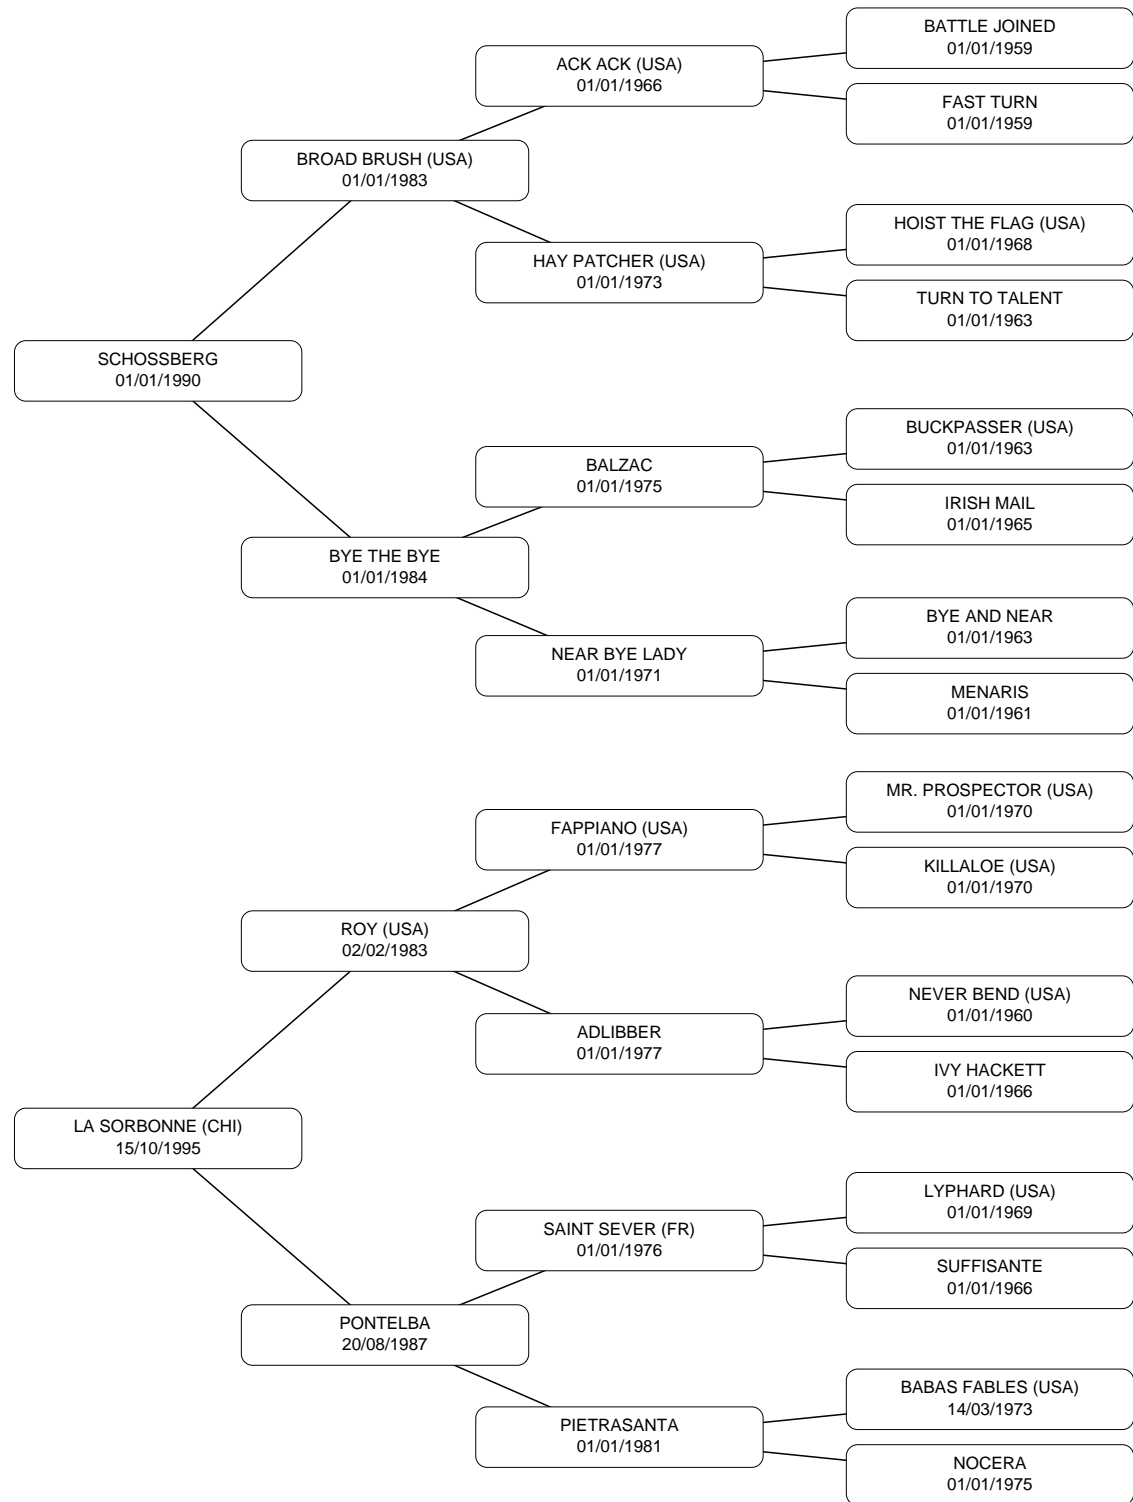 BATTLE JOINED
01/01/1959
ACK ACK (USA)
01/01/1966
FAST TURN
01/01/1959
BROAD BRUSH (USA)
01/01/1983
HOIST THE FLAG (USA)
01/01/1968
HAY PATCHER (USA)
01/01/1973
TURN TO TALENT
01/01/1963
SCHOSSBERG
01/01/1990
BUCKPASSER (USA)
01/01/1963
BALZAC
01/01/1975
IRISH MAIL
01/01/1965
BYE THE BYE
01/01/1984
BYE AND NEAR
01/01/1963
NEAR BYE LADY
01/01/1971
MENARIS
01/01/1961
MR. PROSPECTOR (USA)
01/01/1970
FAPPIANO (USA)
01/01/1977
KILLALOE (USA)
01/01/1970
ROY (USA)
02/02/1983
NEVER BEND (USA)
01/01/1960
ADLIBBER
01/01/1977
IVY HACKETT
01/01/1966
LA SORBONNE (CHI)
15/10/1995
LYPHARD (USA)
01/01/1969
SAINT SEVER (FR)
01/01/1976
SUFFISANTE
01/01/1966
PONTELBA
20/08/1987
BABAS FABLES (USA)
14/03/1973
PIETRASANTA
01/01/1981
NOCERA
01/01/1975